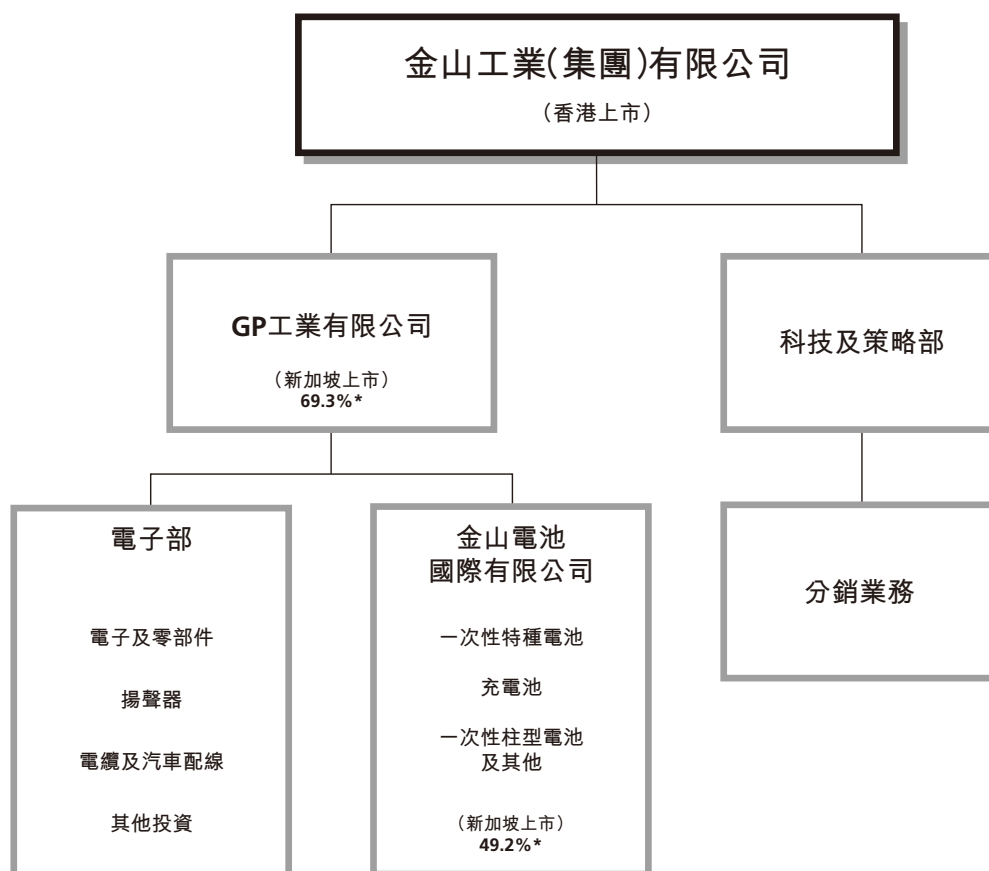 金山工業(集團)有限公司
（香港上市）
GP工業有限公司
（新加坡上市）
69.3%*
科技及策略部
電子部
電子及零部件
揚聲器
電纜及汽車配線
其他投資
金山電池
國際有限公司
一次性特種電池
充電池
一次性柱型電池
及其他
（新加坡上市）
49.2%*
分銷業務